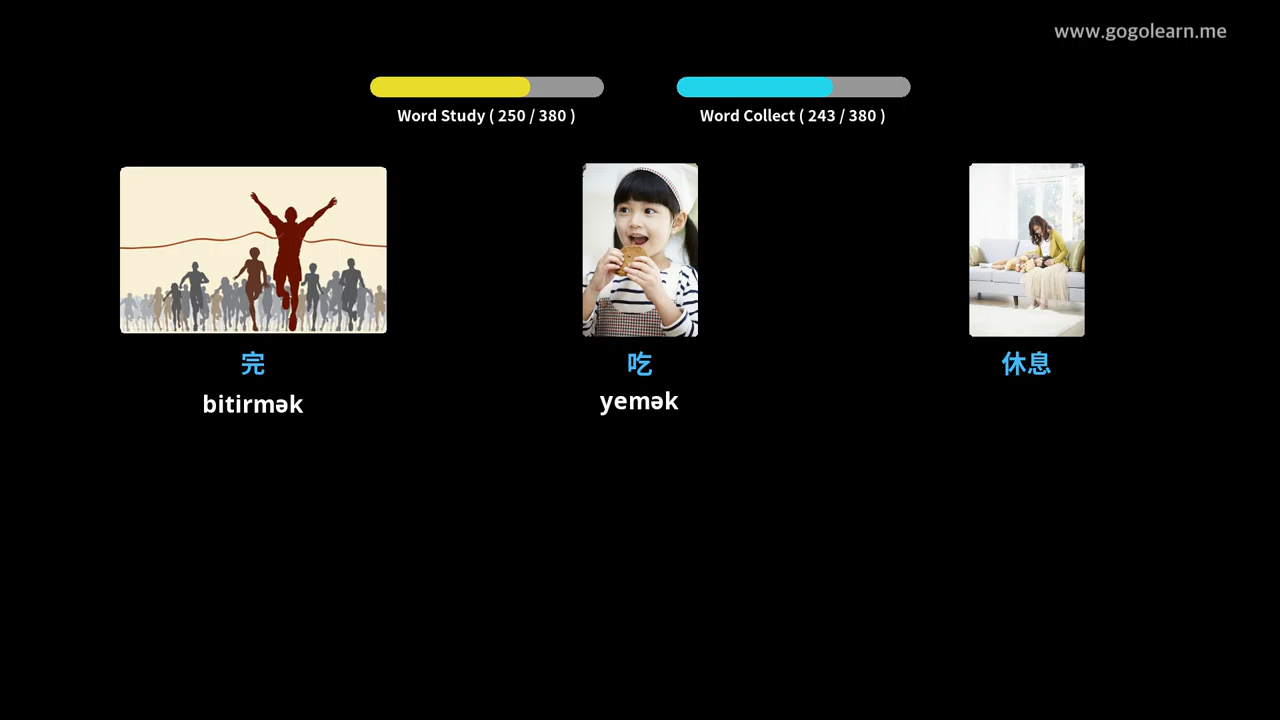 www.gogolearn.me
Word Study ( 250 / 380 )
Word Collect ( 243 / 380 )
完
吃
休息
bitirmək
yemək